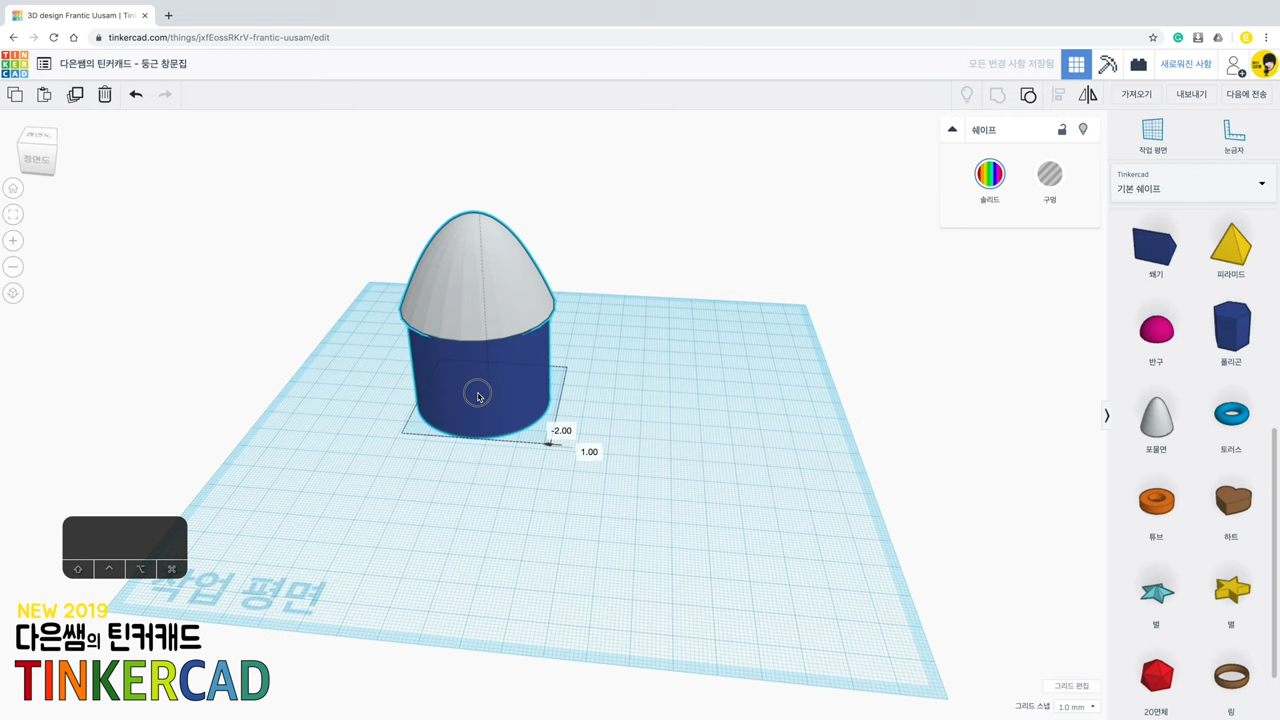 3D design Frantic Uusam | Tin
tinkercad.com/things/jxfEossRKrV-frantic-uusam/edit
TIN
KER
CAD
다은쌤의 틴커캐드 - 둥근 창문집
모든 변경 사항 저장됨
새로워진 사항
가져오기
내보내기
다음에 전송
평면도
정면도
쉐이프
솔리드
구멍
작업 평면
눈금자
Tinkercad
기본 쉐이프
쐐기
피라미드
반구
폴리곤
포물면
토러스
튜브
하트
별
별
20면체
링
-2.00
1.00
작업 평면
그리드 편집
그리드 스냅
1.0 mm
NEW 2019
다은쌤의 틴커캐드
TINKERCAD